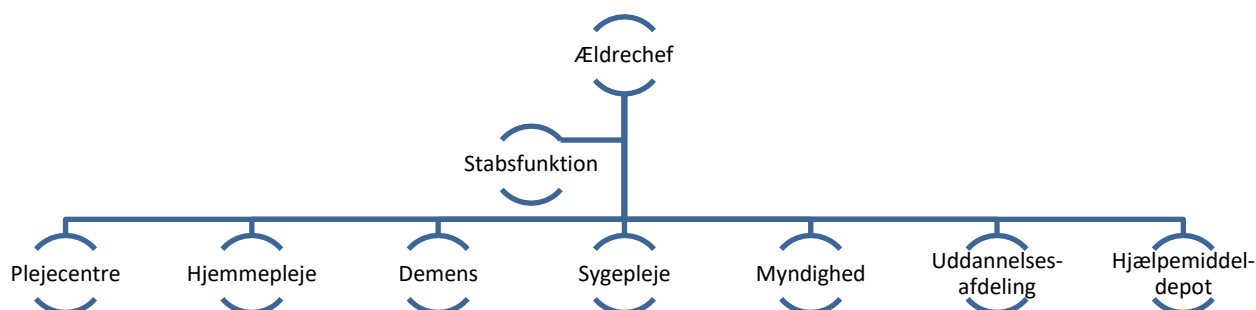 Ældrechef
Stabsfunktion
Plejecentre
Hjemmepleje
Demens
Sygepleje
Myndighed
Uddannelses-
afdeling
Hjælpemiddel-
depot